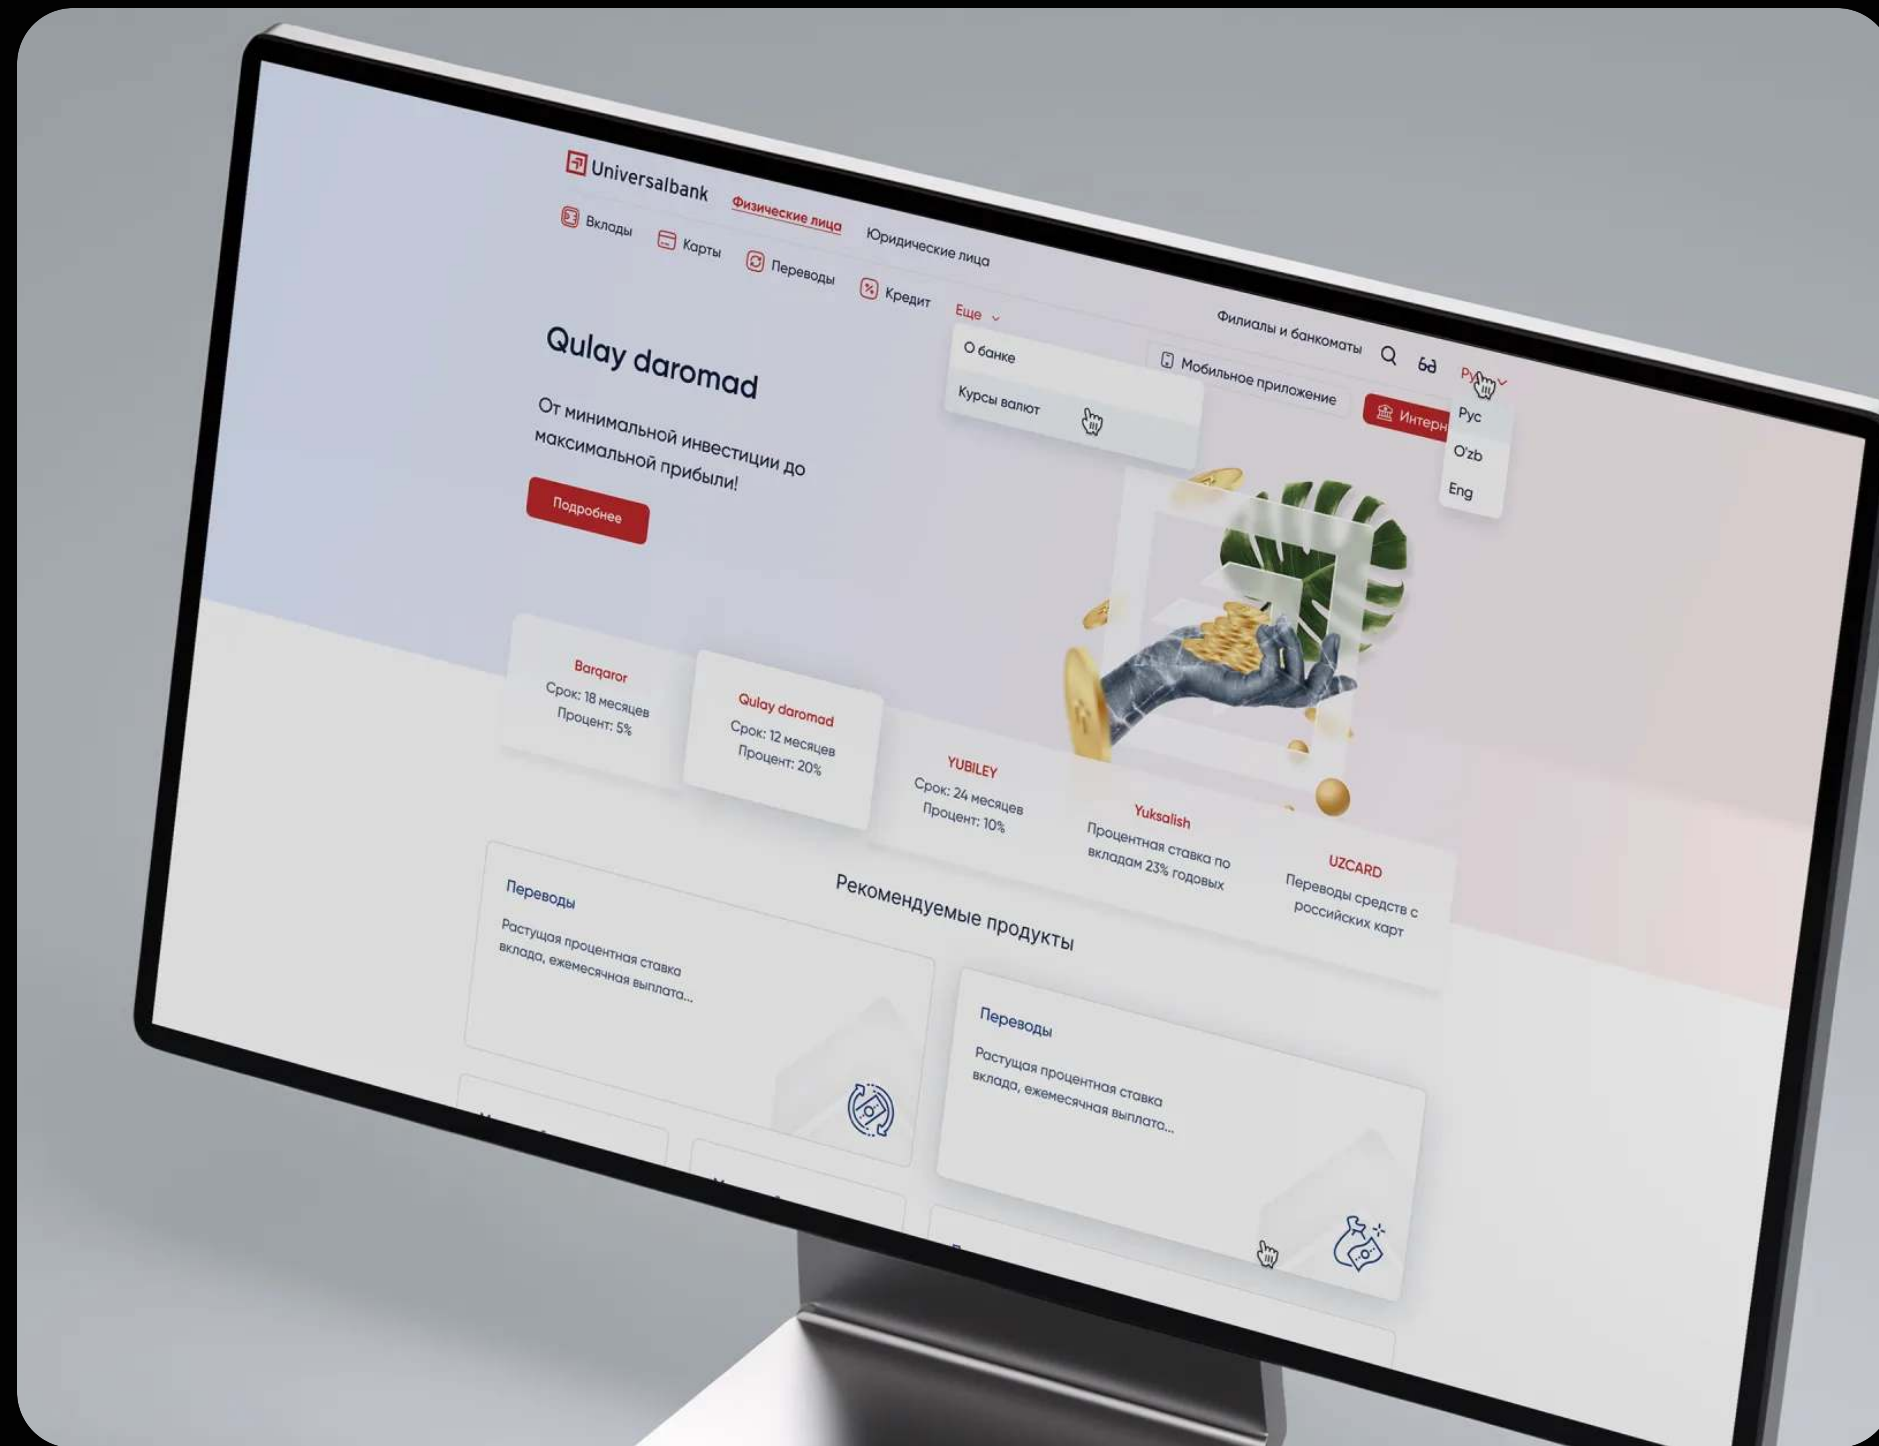 Universalbank
Физические лица
Юридические лица
Филиалы и банкоматы
Вклады
Карты
Переводы
Кредит
Еще
Мобильное приложение
О банке
Курсы валют
Рус
O'zb
Eng
Qulay daromad
От минимальной инвестиции до
максимальной прибыли!
Подробнее
Barqaror
Срок: 18 месяцев
Процент: 5%
Qulay daromad
Срок: 12 месяцев
Процент: 20%
YUBILEY
Срок: 24 месяцев
Процент: 10%
Yuksalish
Процентная ставка по
вкладам 23% годовых
UZCARD
Переводы средств с
российских карт
Рекомендуемые продукты
Переводы
Растущая процентная ставка
вклада, ежемесячная выплата...
Переводы
Растущая процентная ставка
вклада, ежемесячная выплата...